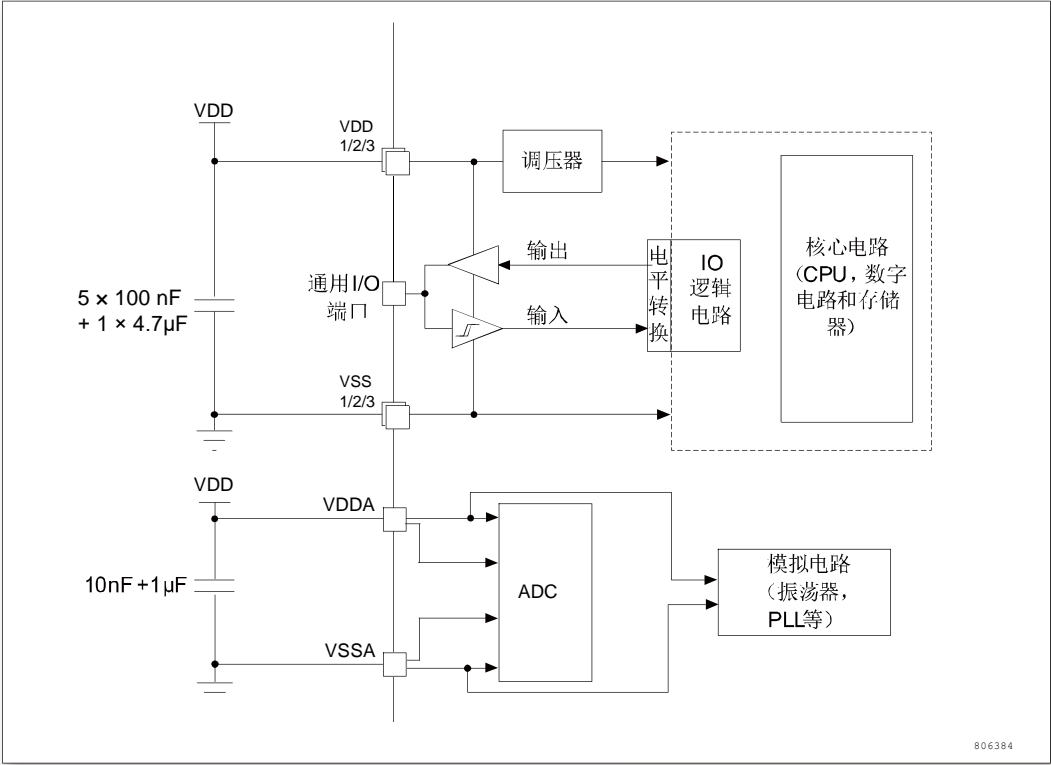 VDD
VDD
1/2/3
调压器
输出
通用I/O
端口
5 × 100 nF
+ 1 × 4.7μF
输入
电
平
转
换
IO
逻辑
电路
核心电路
（CPU，数字
电路和存储
器）
VSS
1/2/3
VDD
VDDA
10nF +1μF
ADC
模拟电路
（振荡器，
PLL等）
VSSA
806384